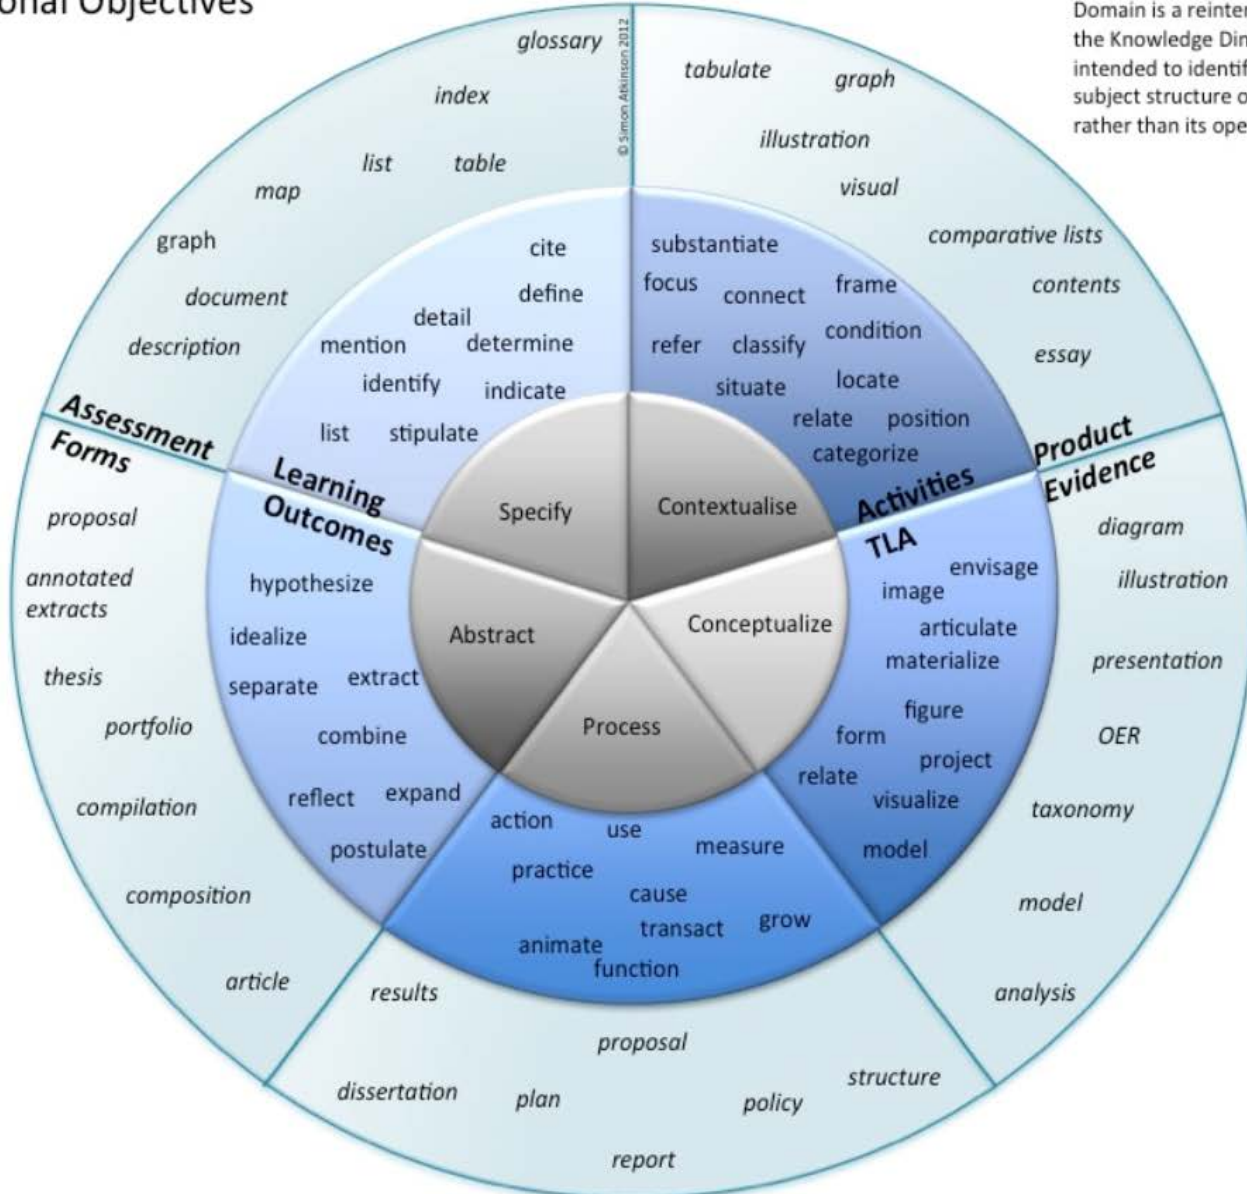 onal Objectives
Domain is a reinter
the Knowledge Din
intended to identif
subject structure o
rather than its ope
© Simon Atkinson 2012
glossary
index
list table
map
graph
document
description
Assessment
tabulate graph
illustration
visual
comparative lists
contents
essay
Product
cite
define
detail
mention determine
identify indicate
list stipulate
Learning
substantiate
focus connect frame
condition
refer classify
situate locate
relate position
categorize
Activities
Specify
Contextualise
Abstract
Conceptualize
Process
Forms
proposal
annotated
extracts
thesis
portfolio
compilation
composition
article
Outcomes
hypothesize
idealize
separate extract
combine
reflect expand
postulate
TLA
envisage
image
articulate
materialize
figure
form
project
relate
visualize
model
Evidence
diagram
illustration
presentation
OER
taxonomy
model
analysis
action use
measure
practice
cause
transact grow
animate
function
results
proposal
structure
dissertation plan policy
report